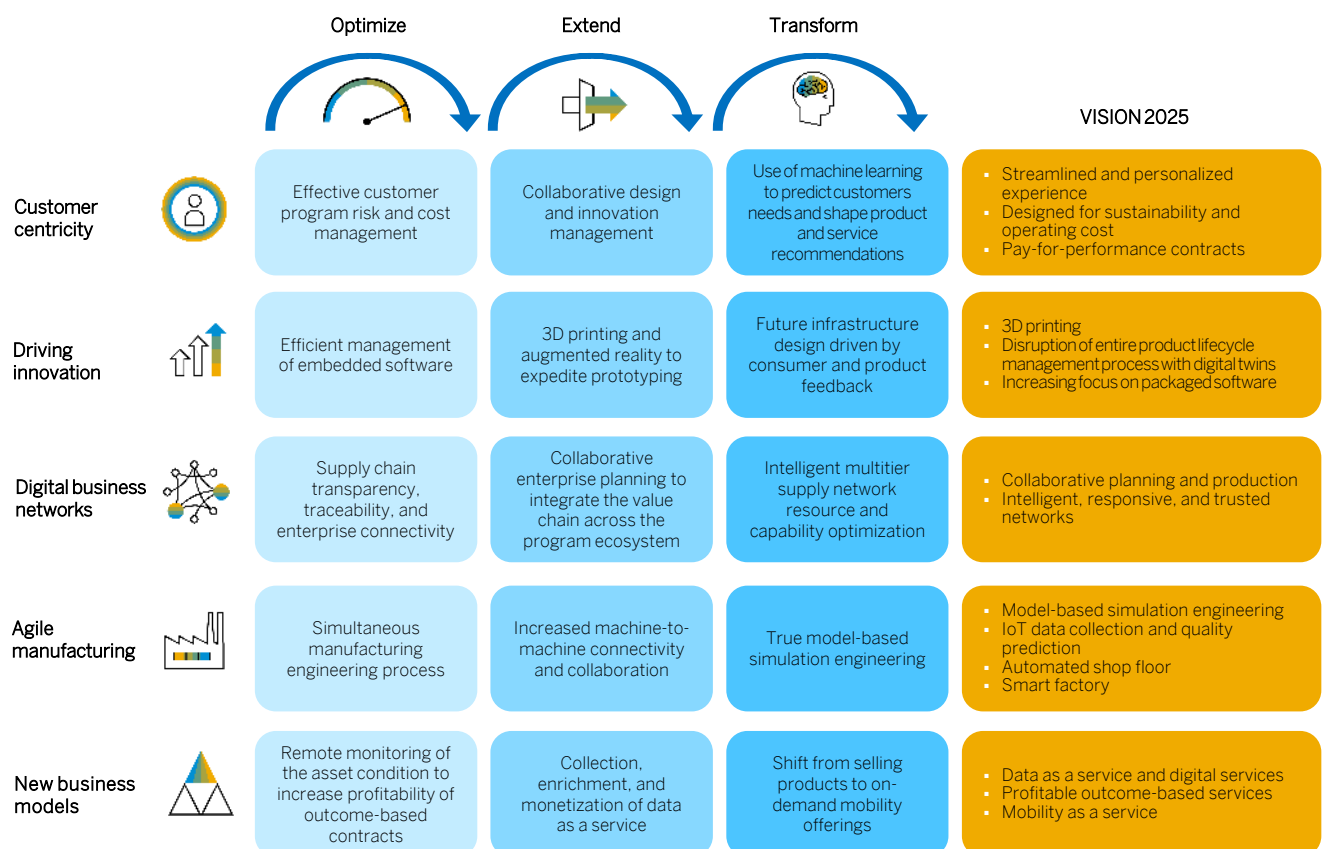 Optimize
Extend
Transform
VISION 2025
Customer
centricity
Effective customer
program risk and cost
management
Collaborative design
and innovation
management
Use of machine learning
to predict customers
needs and shape product
and service
recommendations
▪ Streamlined and personalized
experience
▪ Designed for sustainability and
operating cost
▪ Pay-for-performance contracts
Driving
innovation
Efficient management
of embedded software
3D printing and
augmented reality to
expedite prototyping
Future infrastructure
design driven by
consumer and product
feedback
▪ 3D printing
▪ Disruption of entire product lifecycle
management process with digital twins
▪ Increasing focus on packaged software
Digital business
networks
Supply chain
transparency,
traceability, and
enterprise connectivity
Collaborative
enterprise planning to
integrate the value
chain across the
program ecosystem
Intelligent multitier
supply network
resource and
capability optimization
▪ Collaborative planning and production
▪ Intelligent, responsive, and trusted
networks
Agile
manufacturing
Simultaneous
manufacturing
engineering process
Increased machine-to-
machine connectivity
and collaboration
True model-based
simulation engineering
▪ Model-based simulation engineering
▪ IoT data collection and quality
prediction
▪ Automated shop floor
▪ Smart factory
New business
models
Remote monitoring of
the asset condition to
increase profitability of
outcome-based
contracts
Collection,
enrichment, and
monetization of data
as a service
Shift from selling
products to on-
demand mobility
offerings
▪ Data as a service and digital services
▪ Profitable outcome-based services
▪ Mobility as a service